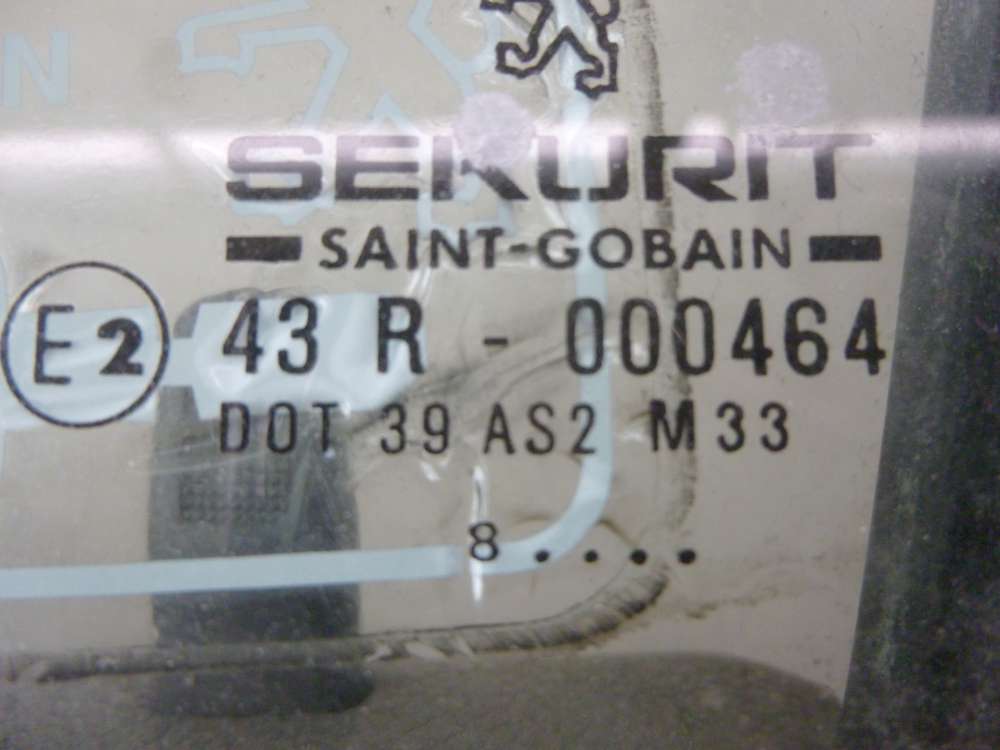 N
SEKURIT
SAINT-GOBAIN
E2 43 R - 000464
DOT 39 AS2 M33
8 . . . .